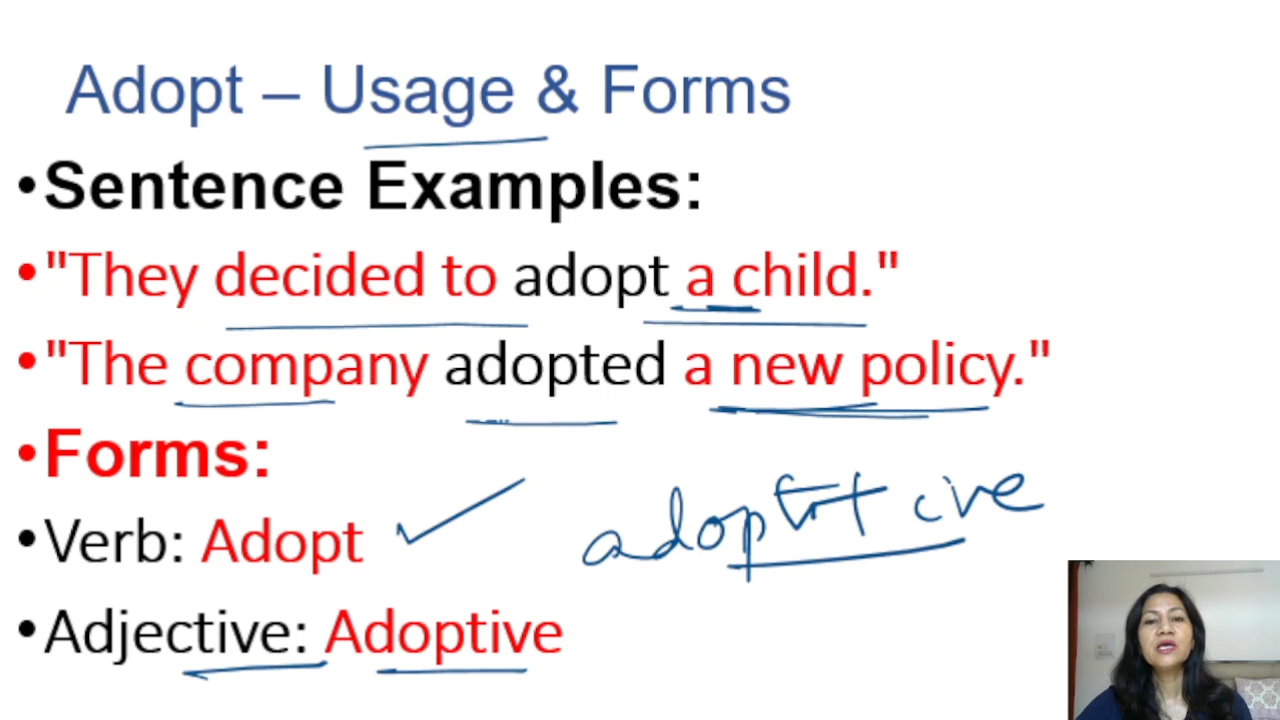 Adopt – Usage & Forms
•Sentence Examples:
•"They decided to adopt a child."
•"The company adopted a new policy."
•Forms:
•Verb: Adopt
•Adjective: Adoptive